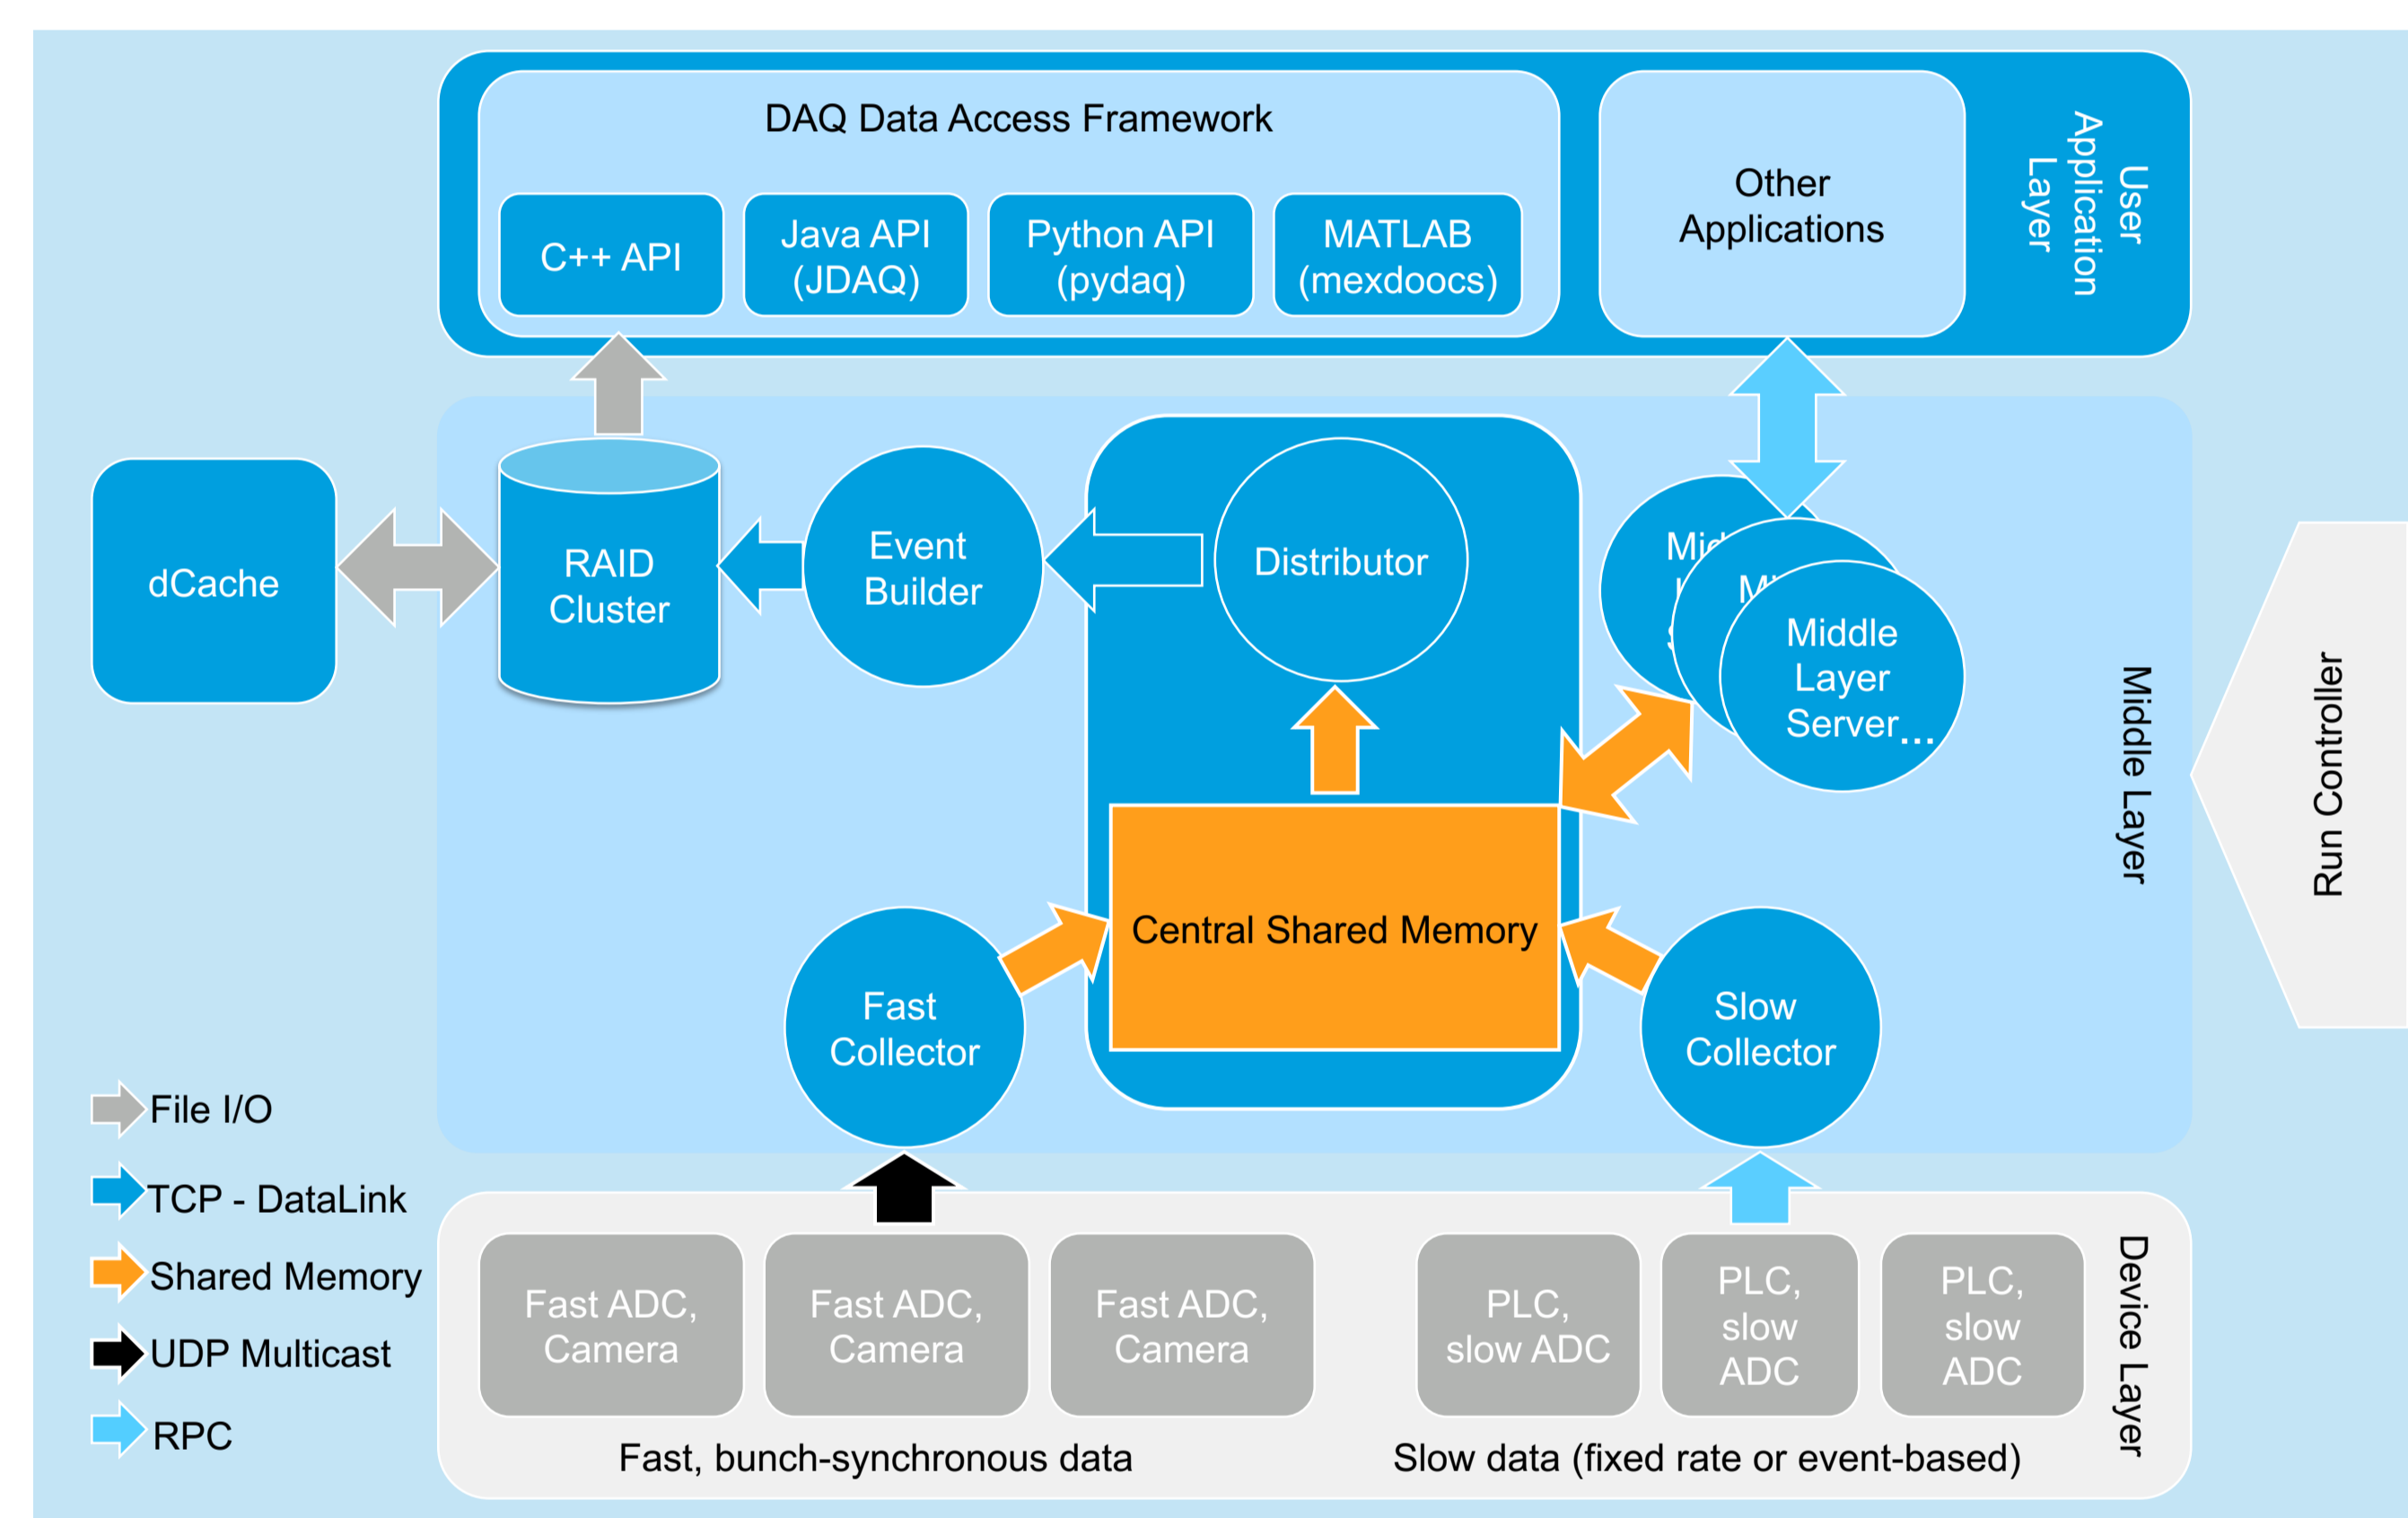 DAQ Data Access Framework
C++ API
Java API
(JDAQ)
Python API
(pydaq)
MATLAB
(mexdoocs)
Other
Applications
User
Application
Layer
dCache
RAID
Cluster
Event
Builder
Distributor
Middle
Layer
Server...
Middle Layer
Run Controller
Central Shared Memory
Fast
Collector
Slow
Collector
File I/O
TCP - DataLink
Shared Memory
UDP Multicast
RPC
Fast ADC,
Camera
Fast ADC,
Camera
Fast ADC,
Camera
PLC,
slow ADC
PLC,
slow
ADC
PLC,
slow
ADC
Device Layer
Fast, bunch-synchronous data
Slow data (fixed rate or event-based)